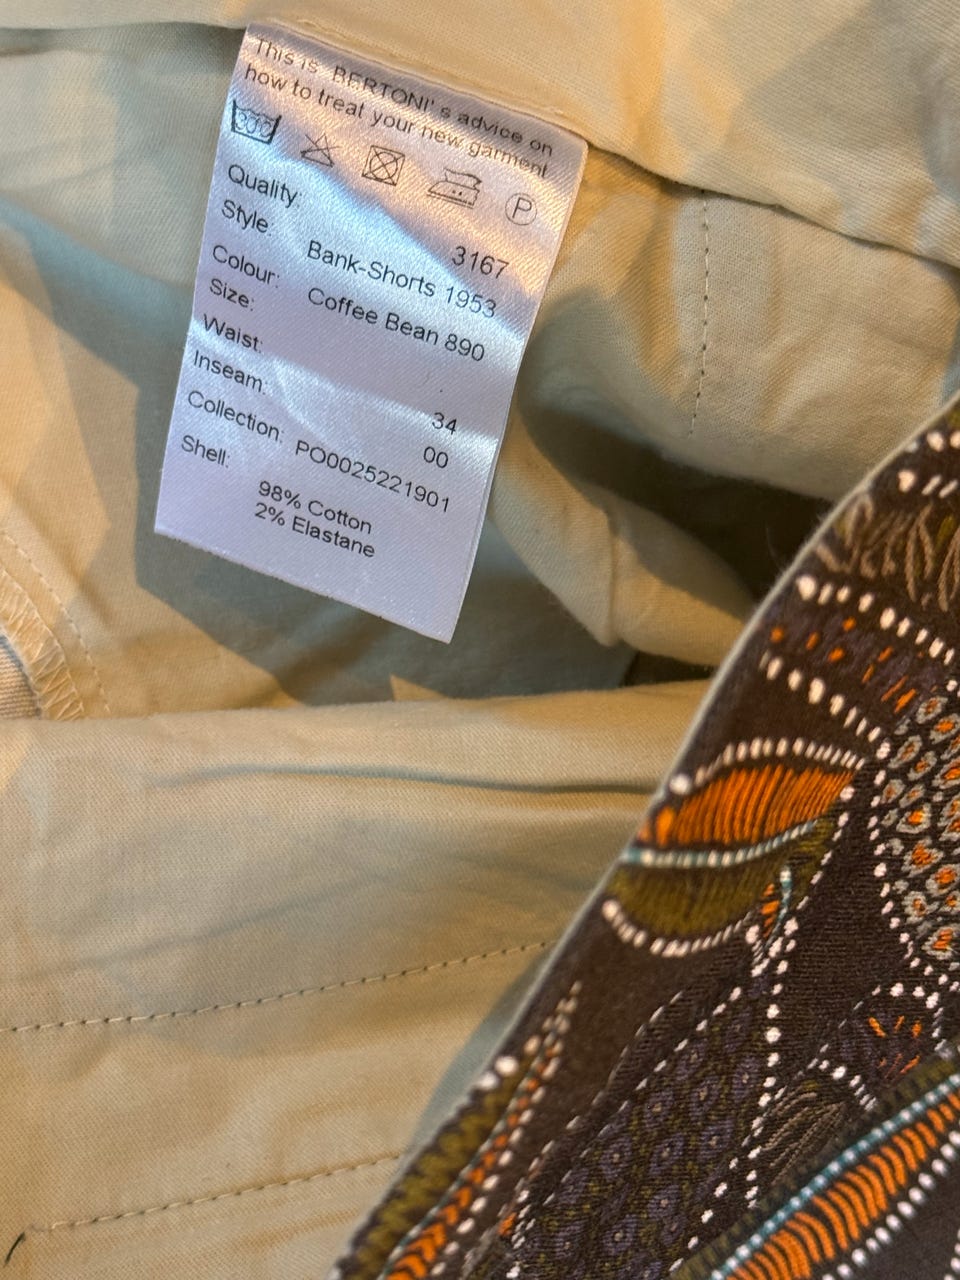 This is BERTONI's advice on
how to treat your new garment
30°
P
Quality: 3167
Style: Bank-Shorts 1953
Colour: Coffee Bean 890
Size: .
Waist: 34
Inseam: 00
Collection: PO0025221901
Shell:
98% Cotton
2% Elastane